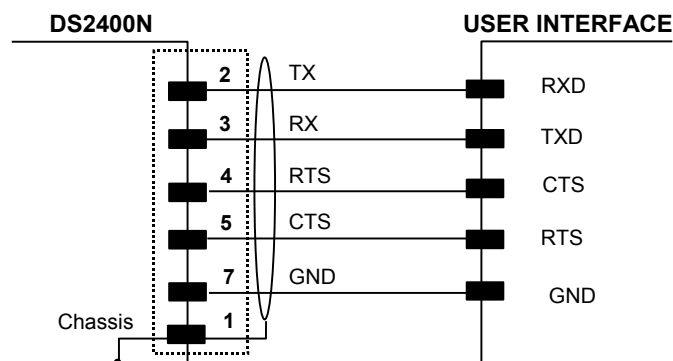 DS2400N USER INTERFACE
2 TX RXD
3 RX TXD
4 RTS CTS
5 CTS RTS
7 GND GND
Chassis 1